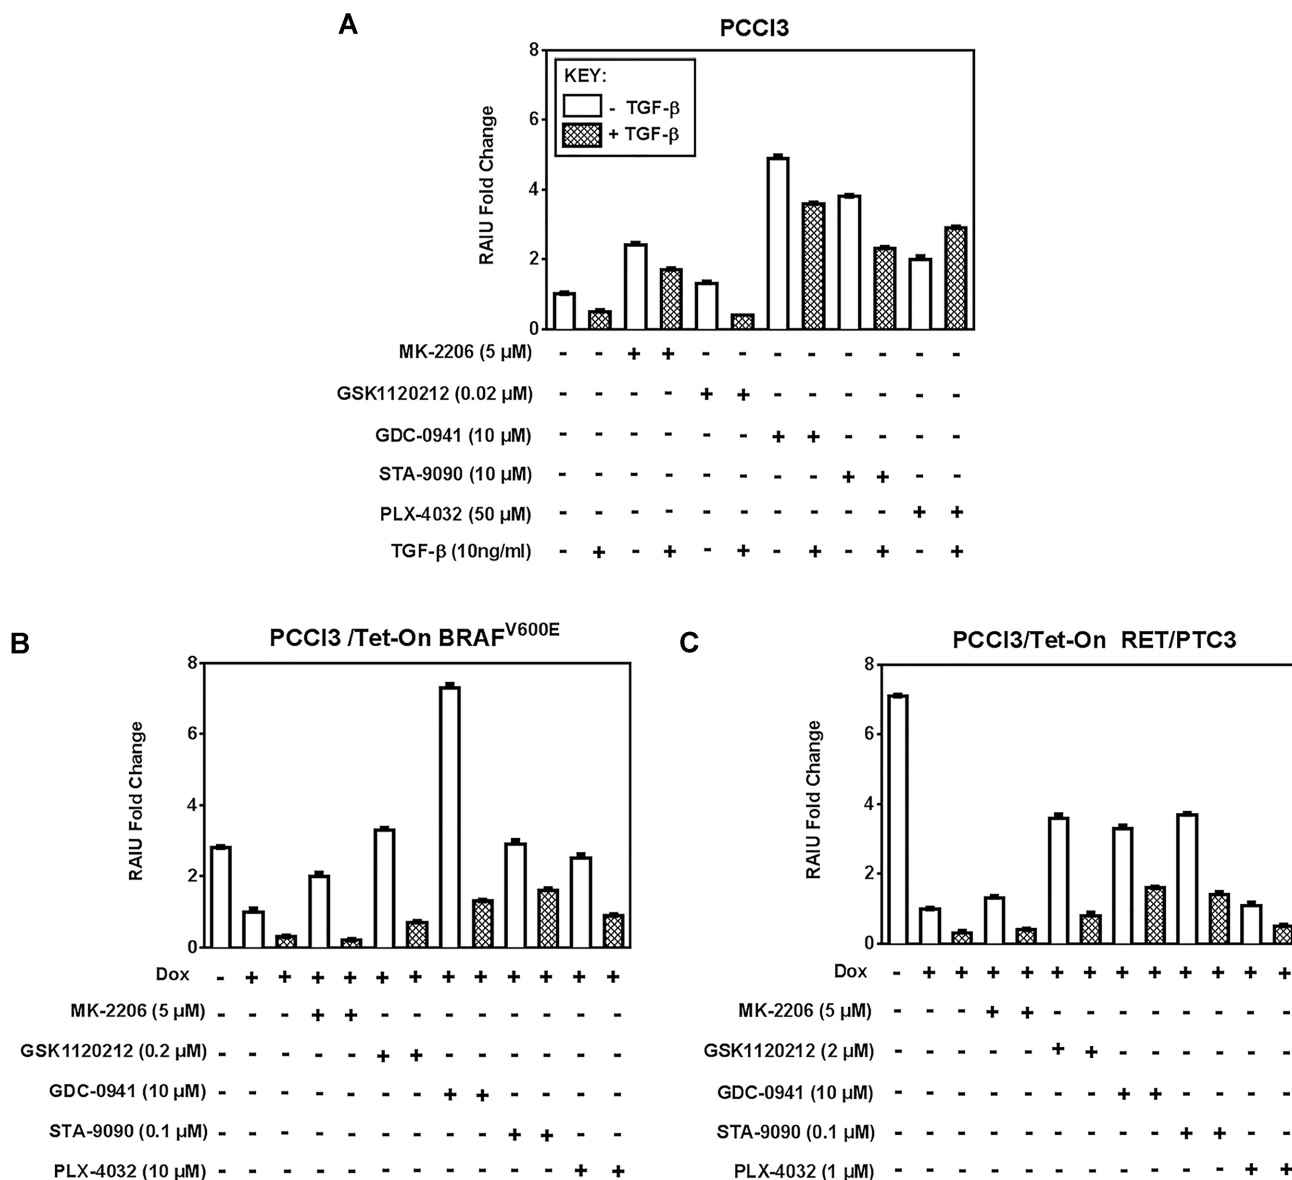 A
PCCl3
KEY:
- TGF-β
+ TGF-β
RAIU Fold Change
8
6
4
2
0
MK-2206 (5 µM) - - + + - - - - - - - -
GSK1120212 (0.02 µM) - - - - + + - - - - - -
GDC-0941 (10 µM) - - - - - - + + - - - -
STA-9090 (10 µM) - - - - - - - - + + - -
PLX-4032 (50 µM) - - - - - - - - - - + +
TGF-β (10ng/ml) - + - + - + - + - + - +
B
PCCl3 /Tet-On BRAFV600E
RAIU Fold Change
8
6
4
2
0
Dox - + + + + + + + + + + + +
MK-2206 (5 µM) - - - + + - - - - - - - -
GSK1120212 (0.2 µM) - - - - - + + - - - - - -
GDC-0941 (10 µM) - - - - - - - + + - - - -
STA-9090 (0.1 µM) - - - - - - - - - + + - -
PLX-4032 (10 µM) - - - - - - - - - - - + +
C
PCCl3/Tet-On RET/PTC3
RAIU Fold Change
8
6
4
2
0
Dox - + + + + + + + + + + + +
MK-2206 (5 µM) - - - + + - - - - - - - -
GSK1120212 (2 µM) - - - - - + + - - - - - -
GDC-0941 (10 µM) - - - - - - - + + - - - -
STA-9090 (0.1 µM) - - - - - - - - - + + - -
PLX-4032 (1 µM) - - - - - - - - - - - + +